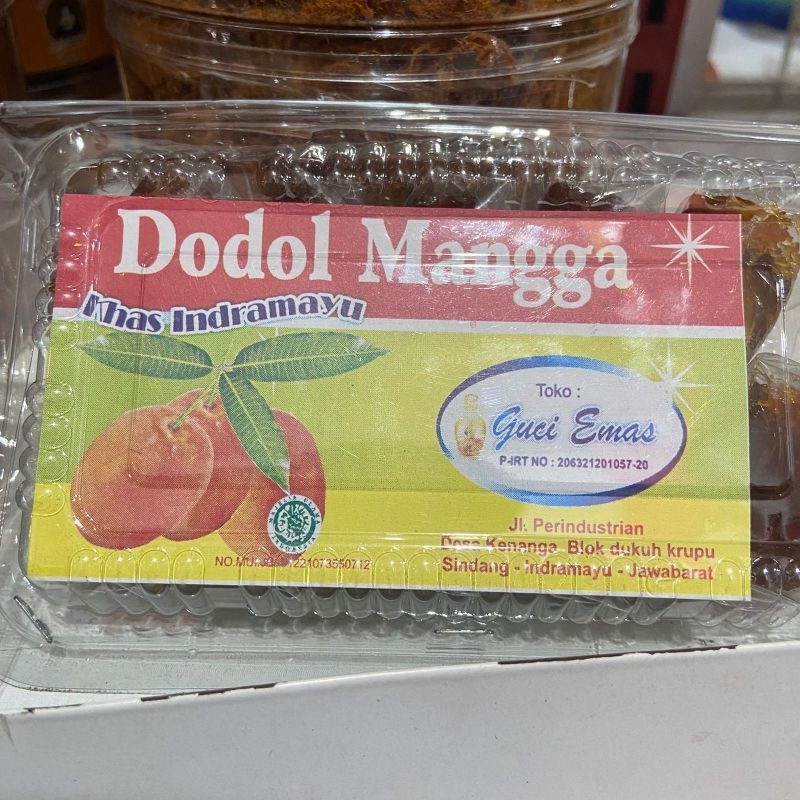 Dodol Mangga
Khas Indramayu
Toko :
Guci Emas
P-IRT NO : 206321201057-20
Jl. Perindustrian
Desa Kenanga Blok dukuh krupu
Sindang - Indramayu - Jawabarat